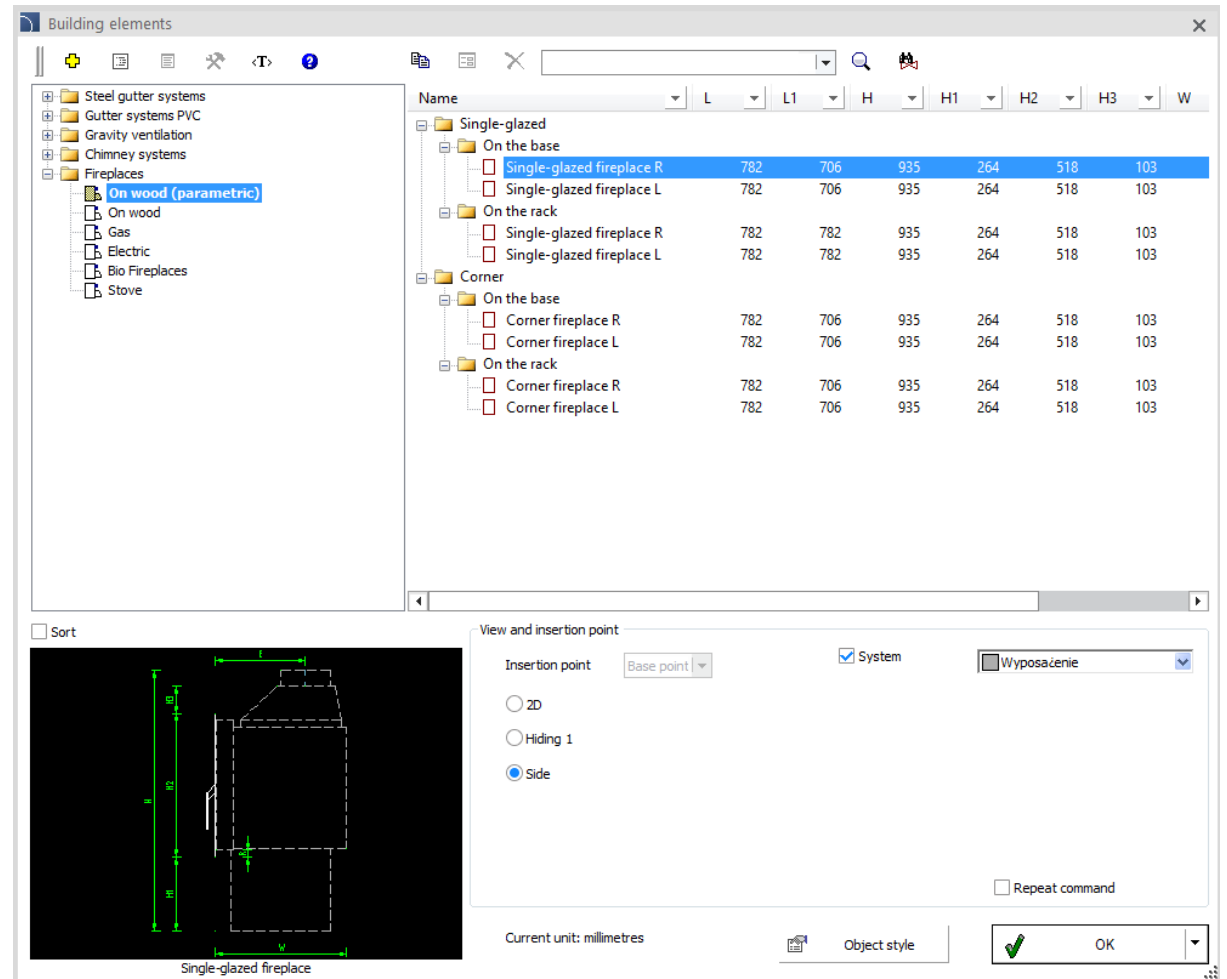 Building elements
<T>
Steel gutter systems
Gutter systems PVC
Gravity ventilation
Chimney systems
Fireplaces
On wood (parametric)
On wood
Gas
Electric
Bio Fireplaces
Stove
Name L L1 H H1 H2 H3 W
Single-glazed
On the base
Single-glazed fireplace R 782 706 935 264 518 103
Single-glazed fireplace L 782 706 935 264 518 103
On the rack
Single-glazed fireplace R 782 782 935 264 518 103
Single-glazed fireplace L 782 782 935 264 518 103
Corner
On the base
Corner fireplace R 782 706 935 264 518 103
Corner fireplace L 782 706 935 264 518 103
On the rack
Corner fireplace R 782 706 935 264 518 103
Corner fireplace L 782 706 935 264 518 103
Sort
H3
H2
H
H1
W
Single-glazed fireplace
View and insertion point
Insertion point Base point
System
Wyposażenie
2D
Hiding 1
Side
Repeat command
Current unit: millimetres
Object style
OK